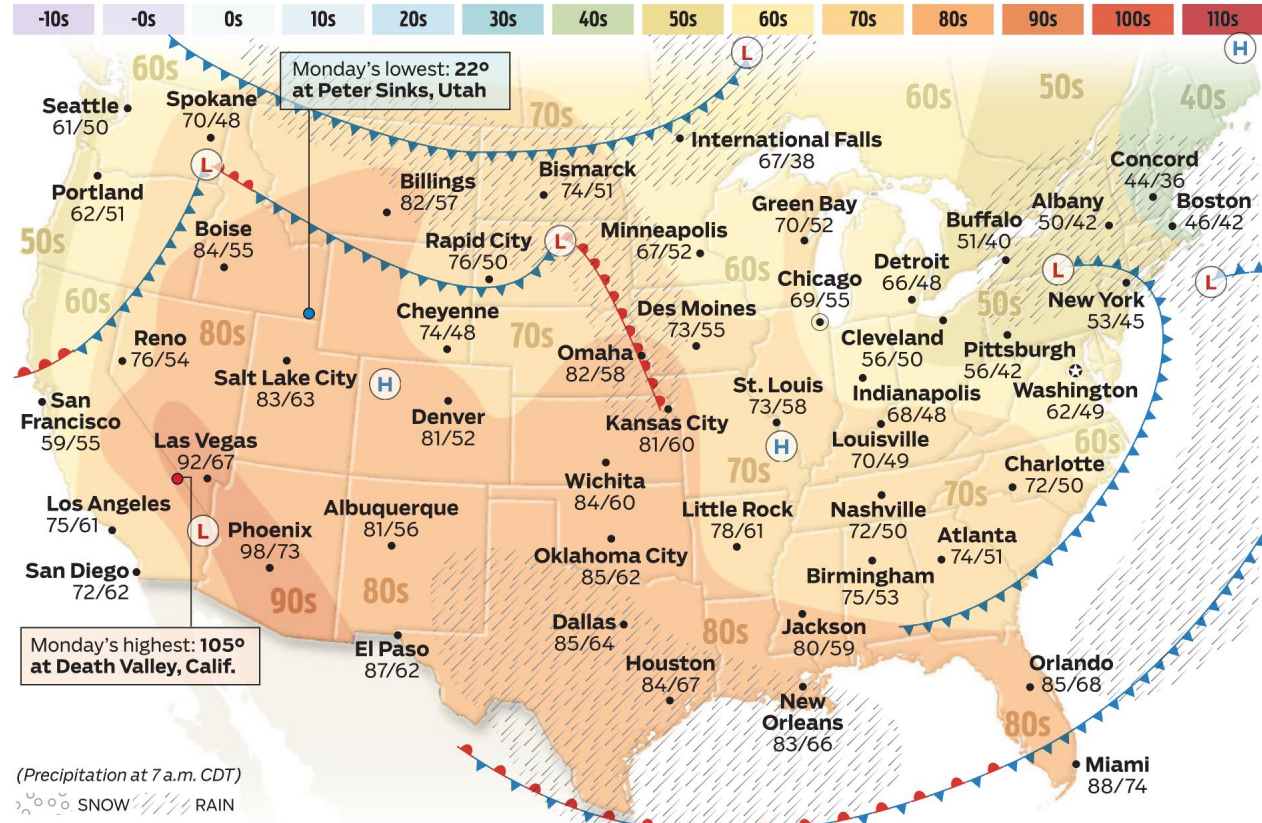 -10s -0s 0s 10s 20s 30s 40s 50s 60s 70s 80s 90s 100s 110s
L
H
60s
Monday's lowest: 22º
at Peter Sinks, Utah
70s
60s
50s
40s
Seattle
61/50
Spokane
70/48
International Falls
67/38
L
Portland
62/51
Billings
82/57
Bismarck
74/51
Concord
44/36
Green Bay
70/52
Albany
50/42
Boston
46/42
50s
Boise
84/55
Rapid City
76/50
L
Minneapolis
67/52
Buffalo
51/40
60s
Detroit
66/48
L
L
60s
Chicago
69/55
50s
New York
53/45
80s
Reno
76/54
Cheyenne
74/48
70s
Des Moines
73/55
Cleveland
56/50
Pittsburgh
56/42
Omaha
82/58
Salt Lake City
83/63
H
St. Louis
73/58
Indianapolis
68/48
Washington
62/49
San
Francisco
59/55
Denver
81/52
Kansas City
81/60
H
Louisville
70/49
60s
Las Vegas
92/67
Wichita
84/60
70s
Charlotte
72/50
70s
Los Angeles
75/61
L
Phoenix
98/73
Albuquerque
81/56
Little Rock
78/61
Nashville
72/50
Atlanta
74/51
Oklahoma City
85/62
San Diego
72/62
90s
80s
Birmingham
75/53
Dallas
85/64
80s
Jackson
80/59
Monday's highest: 105º
at Death Valley, Calif.
El Paso
87/62
Houston
84/67
Orlando
85/68
New
Orleans
83/66
80s
Miami
88/74
(Precipitation at 7 a.m. CDT)
SNOW RAIN